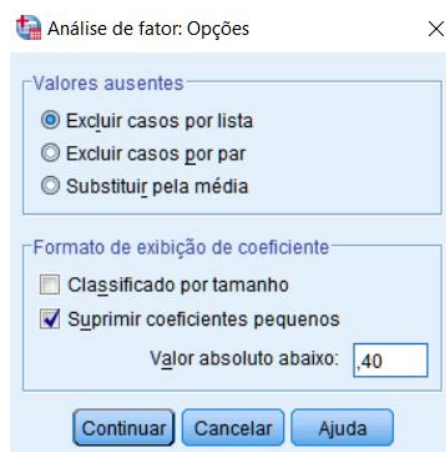 Análise de fator: Opções
Valores ausentes
Excluir casos por lista
Excluir casos por par
Substituir pela média
Formato de exibição de coeficiente
Classificado por tamanho
Suprimir coeficientes pequenos
Valor absoluto abaixo: ,40
Continuar Cancelar Ajuda